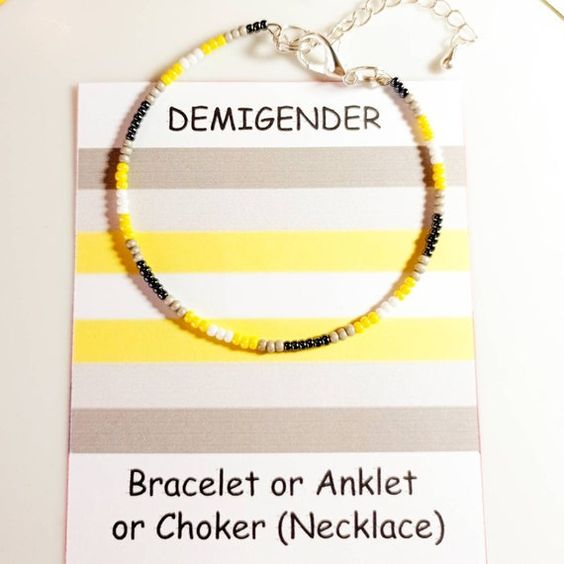 DEMIGENDER
Bracelet or Anklet
or Choker (Necklace)